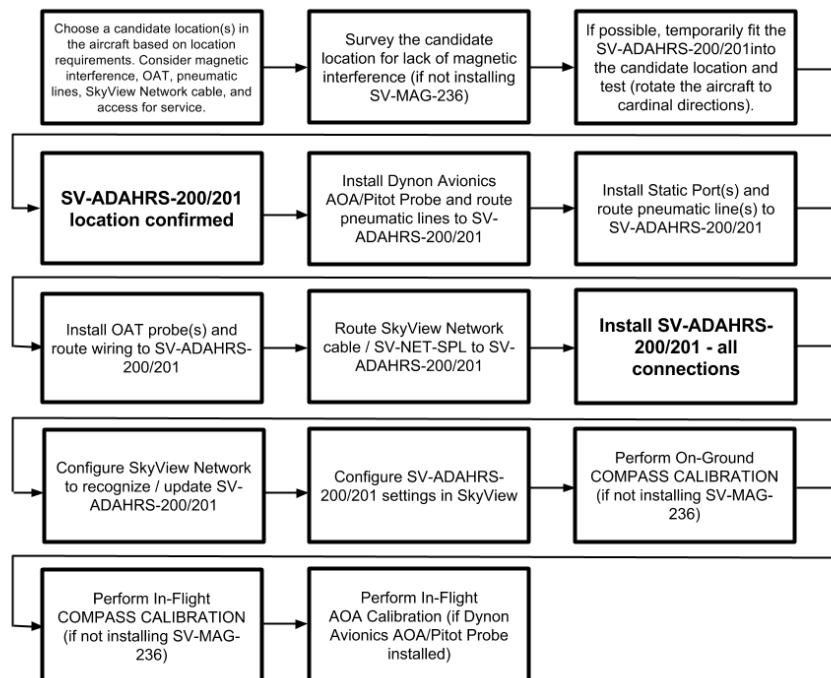 Choose a candidate location(s) in
the aircraft based on location
requirements. Consider magnetic
interference, OAT, pneumatic
lines, SkyView Network cable, and
access for service.
Survey the candidate
location for lack of magnetic
interference (if not installing
SV-MAG-236)
If possible, temporarily fit the
SV-ADAHRS-200/201into
the candidate location and
test (rotate the aircraft to
cardinal directions).
SV-ADAHRS-200/201
location confirmed
Install Dynon Avionics
AOA/Pitot Probe and route
pneumatic lines to SV-
ADAHRS-200/201
Install Static Port(s) and
route pneumatic line(s) to
SV-ADAHRS-200/201
Install OAT probe(s) and
route wiring to SV-ADAHRS-
200/201
Route SkyView Network
cable / SV-NET-SPL to SV-
ADAHRS-200/201
Install SV-ADAHRS-
200/201 - all
connections
Configure SkyView Network
to recognize / update SV-
ADAHRS-200/201
Configure SV-ADAHRS-
200/201 settings in SkyView
Perform On-Ground
COMPASS CALIBRATION
(if not installing SV-MAG-
236)
Perform In-Flight
COMPASS CALIBRATION
(if not installing SV-MAG-
236)
Perform In-Flight
AOA Calibration (if Dynon
Avionics AOA/Pitot Probe
installed)